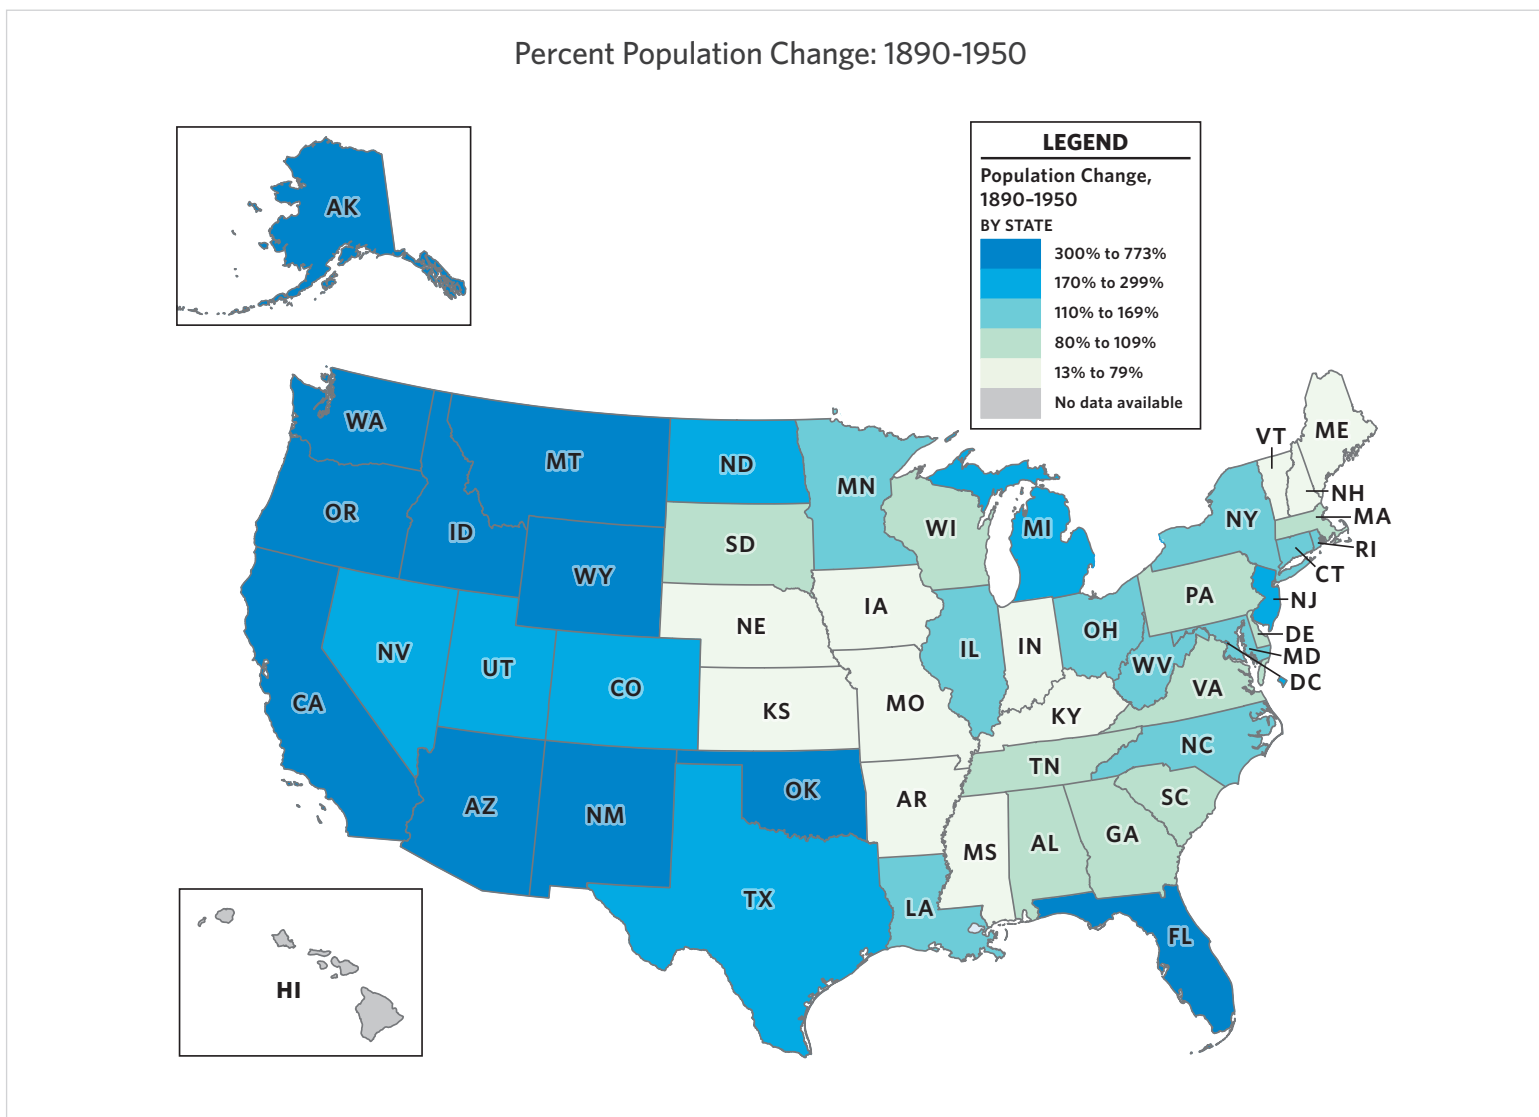 Percent Population Change: 1890-1950
LEGEND
Population Change,
1890–1950
BY STATE
300% to 773%
170% to 299%
110% to 169%
80% to 109%
13% to 79%
No data available
AK
WA
MT
ND
MN
VT
ME
OR
ID
WY
SD
WI
MI
NY
NH
MA
RI
CT
NJ
NV
UT
CO
NE
IA
IL
IN
OH
PA
DE
MD
DC
WV
VA
CA
KS
MO
KY
NC
TN
SC
AZ
NM
OK
AR
MS
AL
GA
TX
LA
FL
HI